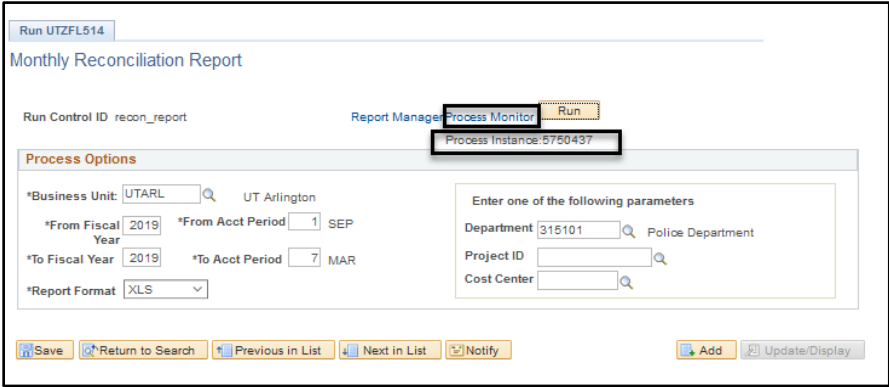 Run UTZFL514
Monthly Reconciliation Report
Run Control ID recon_report Report Manager Process Monitor Run
Process Instance:5750437
Process Options
*Business Unit: UTARL UT Arlington
*From Fiscal Year 2019 *From Acct Period 1 SEP
*To Fiscal Year 2019 *To Acct Period 7 MAR
*Report Format XLS
Enter one of the following parameters
Department 315101 Police Department
Project ID
Cost Center
Save Return to Search Previous in List Next in List Notify Add Update/Display